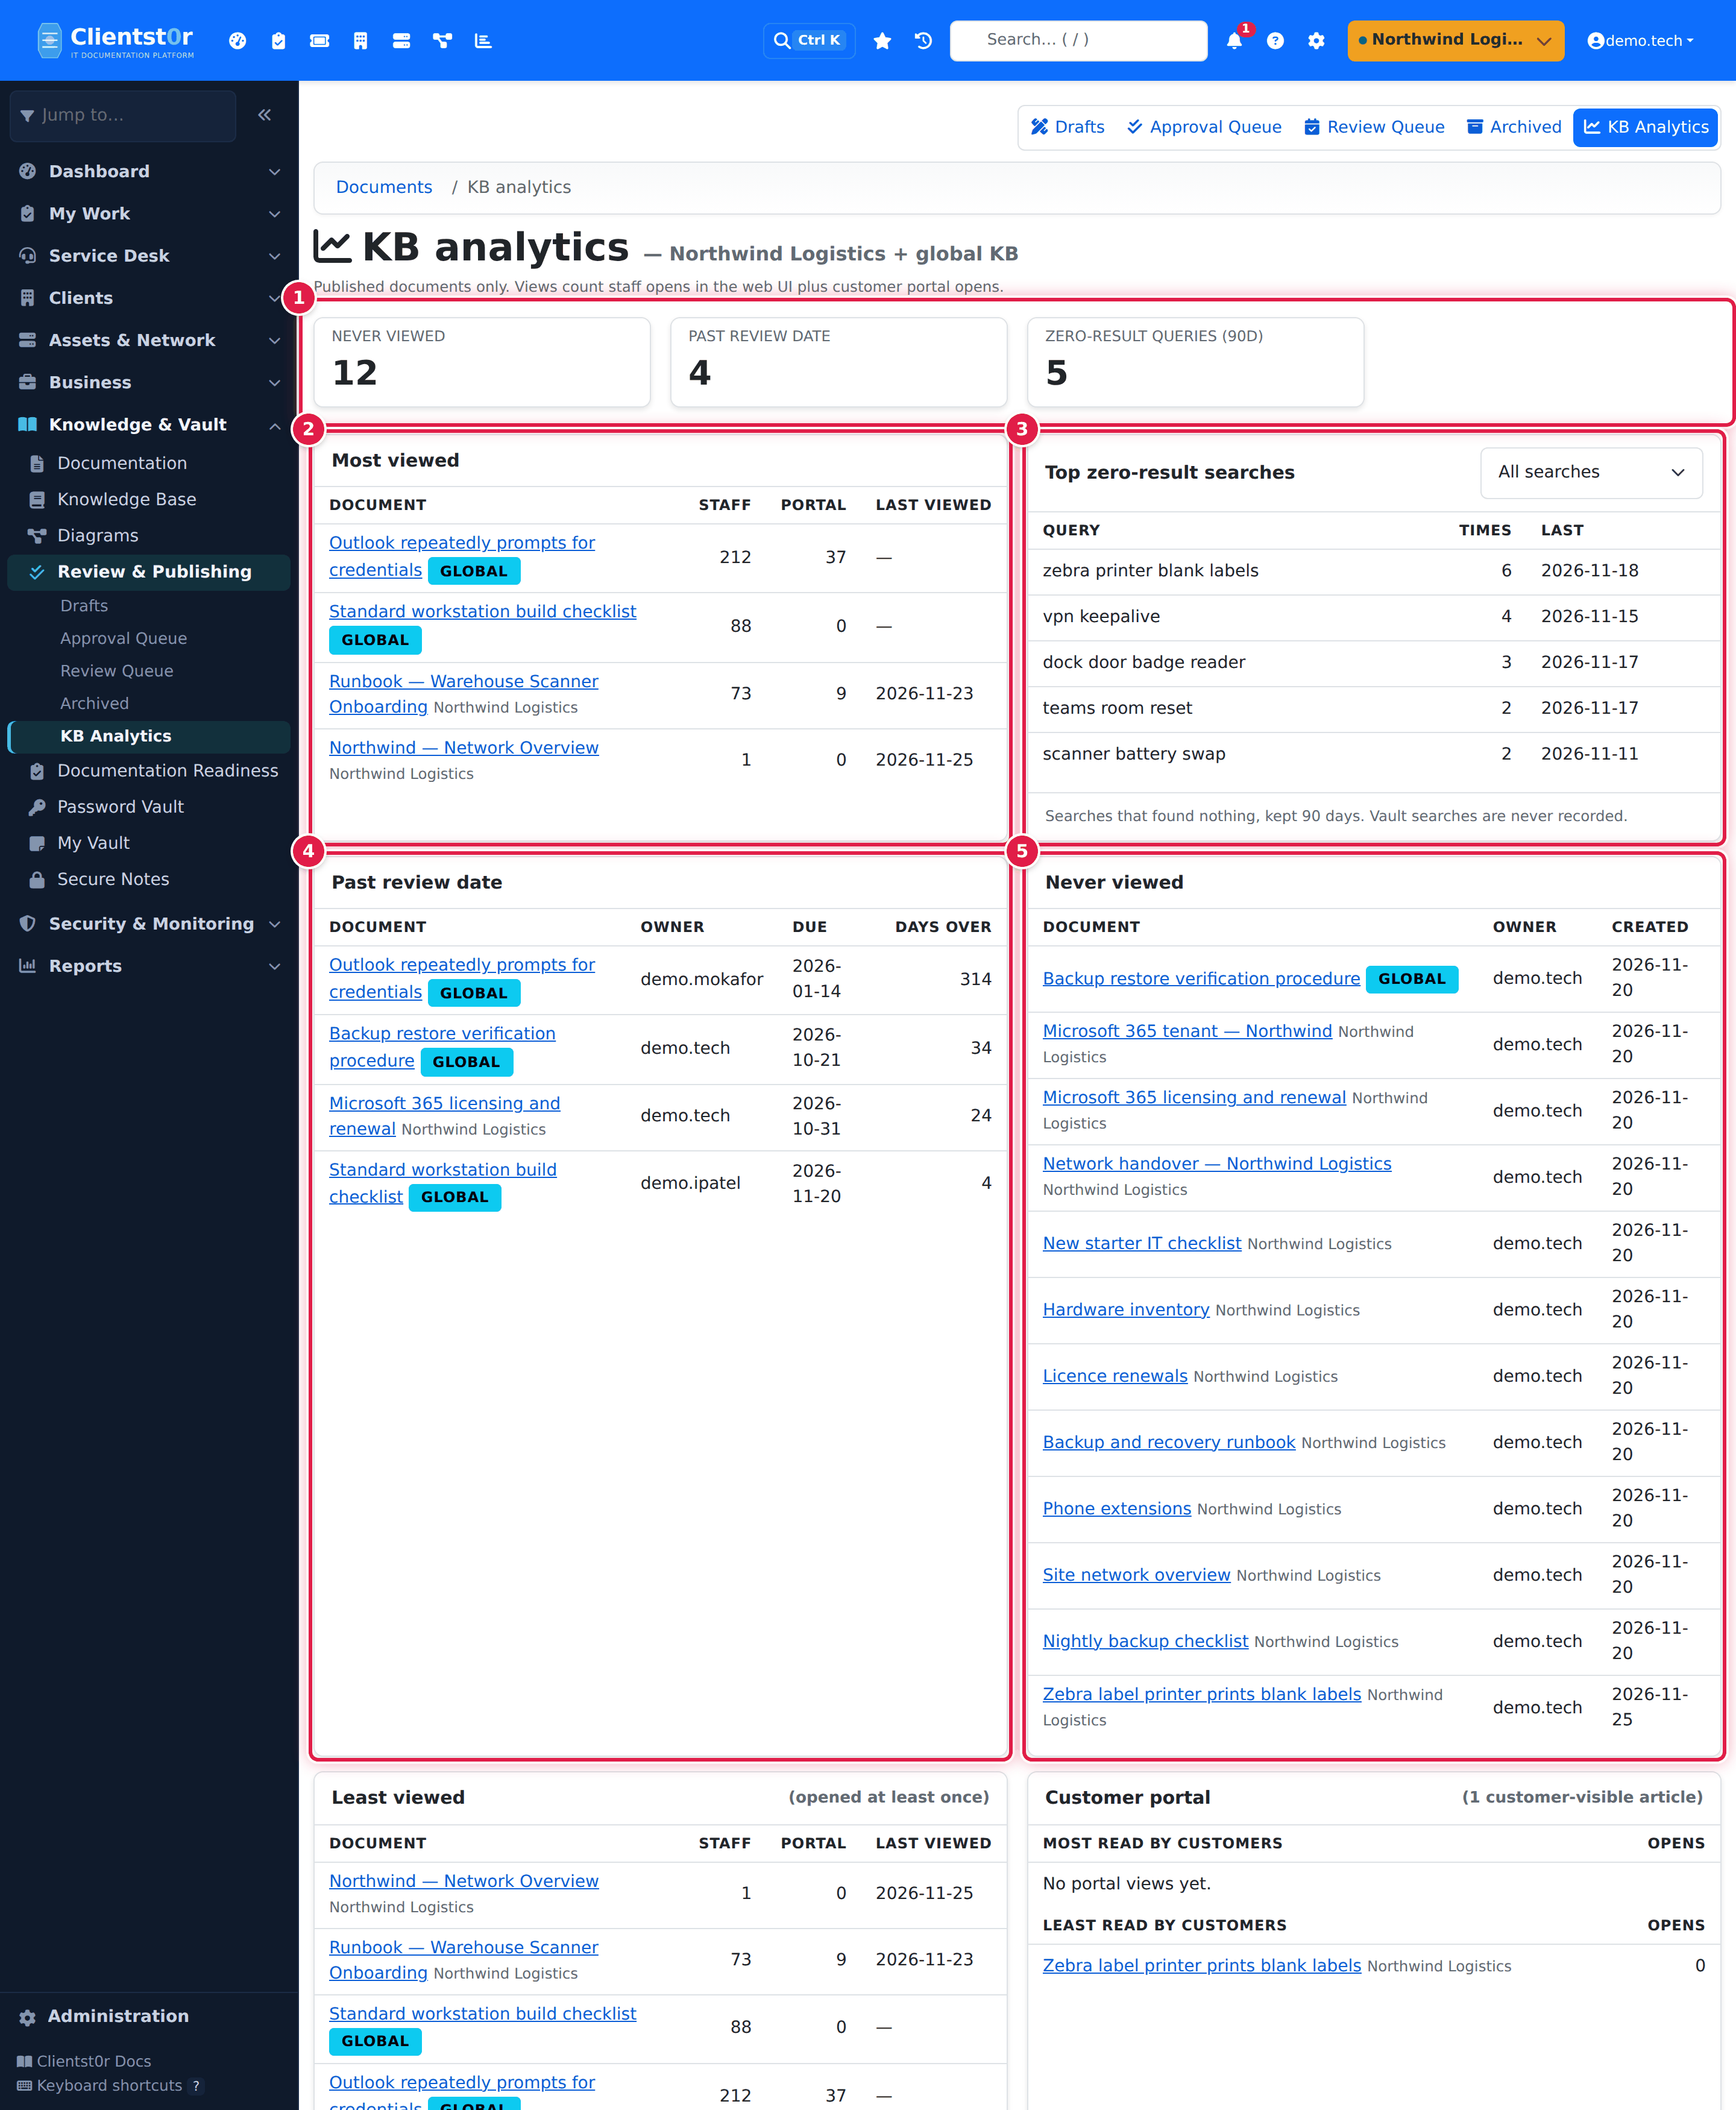 Clientst0r
IT DOCUMENTATION PLATFORM
Ctrl K
Search... ( / )
1
Northwind Logi...
demo.tech
Jump to...
Dashboard
My Work
Service Desk
Clients
Assets & Network
Business
Knowledge & Vault
Documentation
Knowledge Base
Diagrams
Review & Publishing
Drafts
Approval Queue
Review Queue
Archived
KB Analytics
Documentation Readiness
Password Vault
My Vault
Secure Notes
Security & Monitoring
Reports
Administration
Clientst0r Docs
Keyboard shortcuts ?
Drafts Approval Queue Review Queue Archived KB Analytics
Documents / KB analytics
KB analytics — Northwind Logistics + global KB
Published documents only. Views count staff opens in the web UI plus customer portal opens.
1
NEVER VIEWED
12
PAST REVIEW DATE
4
ZERO-RESULT QUERIES (90D)
5
2
Most viewed
DOCUMENT STAFF PORTAL LAST VIEWED
Outlook repeatedly prompts for
credentials GLOBAL 212 37 —
Standard workstation build checklist
GLOBAL 88 0 —
Runbook — Warehouse Scanner
Onboarding Northwind Logistics 73 9 2026-11-23
Northwind — Network Overview
Northwind Logistics 1 0 2026-11-25
3
Top zero-result searches All searches
QUERY TIMES LAST
zebra printer blank labels 6 2026-11-18
vpn keepalive 4 2026-11-15
dock door badge reader 3 2026-11-17
teams room reset 2 2026-11-17
scanner battery swap 2 2026-11-11
Searches that found nothing, kept 90 days. Vault searches are never recorded.
4
Past review date
DOCUMENT OWNER DUE DAYS OVER
Outlook repeatedly prompts for
credentials GLOBAL demo.mokafor 2026-
01-14 314
Backup restore verification
procedure GLOBAL demo.tech 2026-
10-21 34
Microsoft 365 licensing and
renewal Northwind Logistics demo.tech 2026-
10-31 24
Standard workstation build
checklist GLOBAL demo.ipatel 2026-
11-20 4
5
Never viewed
DOCUMENT OWNER CREATED
Backup restore verification procedure GLOBAL demo.tech 2026-11-
20
Microsoft 365 tenant — Northwind Northwind
Logistics demo.tech 2026-11-
20
Microsoft 365 licensing and renewal Northwind
Logistics demo.tech 2026-11-
20
Network handover — Northwind Logistics
Northwind Logistics demo.tech 2026-11-
20
New starter IT checklist Northwind Logistics demo.tech 2026-11-
20
Hardware inventory Northwind Logistics demo.tech 2026-11-
20
Licence renewals Northwind Logistics demo.tech 2026-11-
20
Backup and recovery runbook Northwind Logistics demo.tech 2026-11-
20
Phone extensions Northwind Logistics demo.tech 2026-11-
20
Site network overview Northwind Logistics demo.tech 2026-11-
20
Nightly backup checklist Northwind Logistics demo.tech 2026-11-
20
Zebra label printer prints blank labels Northwind
Logistics demo.tech 2026-11-
25
Least viewed (opened at least once)
DOCUMENT STAFF PORTAL LAST VIEWED
Northwind — Network Overview
Northwind Logistics 1 0 2026-11-25
Runbook — Warehouse Scanner
Onboarding Northwind Logistics 73 9 2026-11-23
Standard workstation build checklist
GLOBAL 88 0 —
Outlook repeatedly prompts for
credentials GLOBAL 212 37 —
Customer portal (1 customer-visible article)
MOST READ BY CUSTOMERS OPENS
No portal views yet.
LEAST READ BY CUSTOMERS OPENS
Zebra label printer prints blank labels Northwind Logistics 0